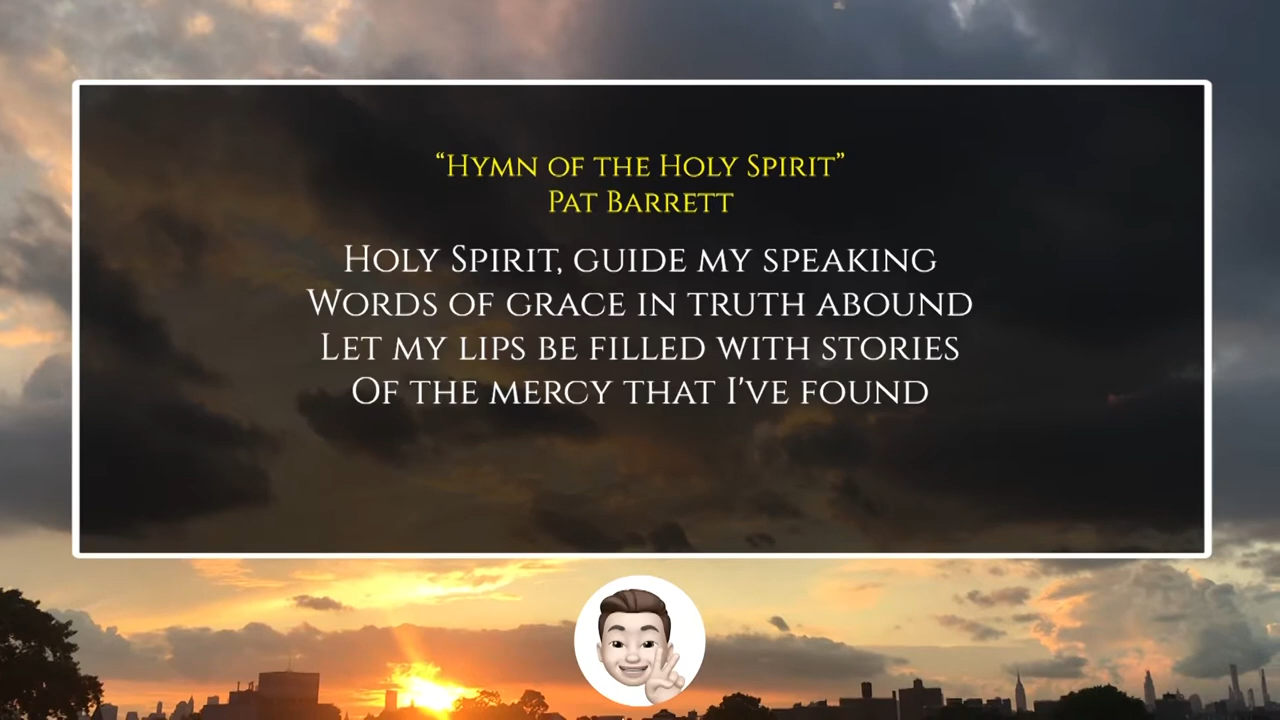 “Hymn of the Holy Spirit”
Pat Barrett
Holy Spirit, guide my speaking
Words of grace in truth abound
Let my lips be filled with stories
Of the mercy that I've found